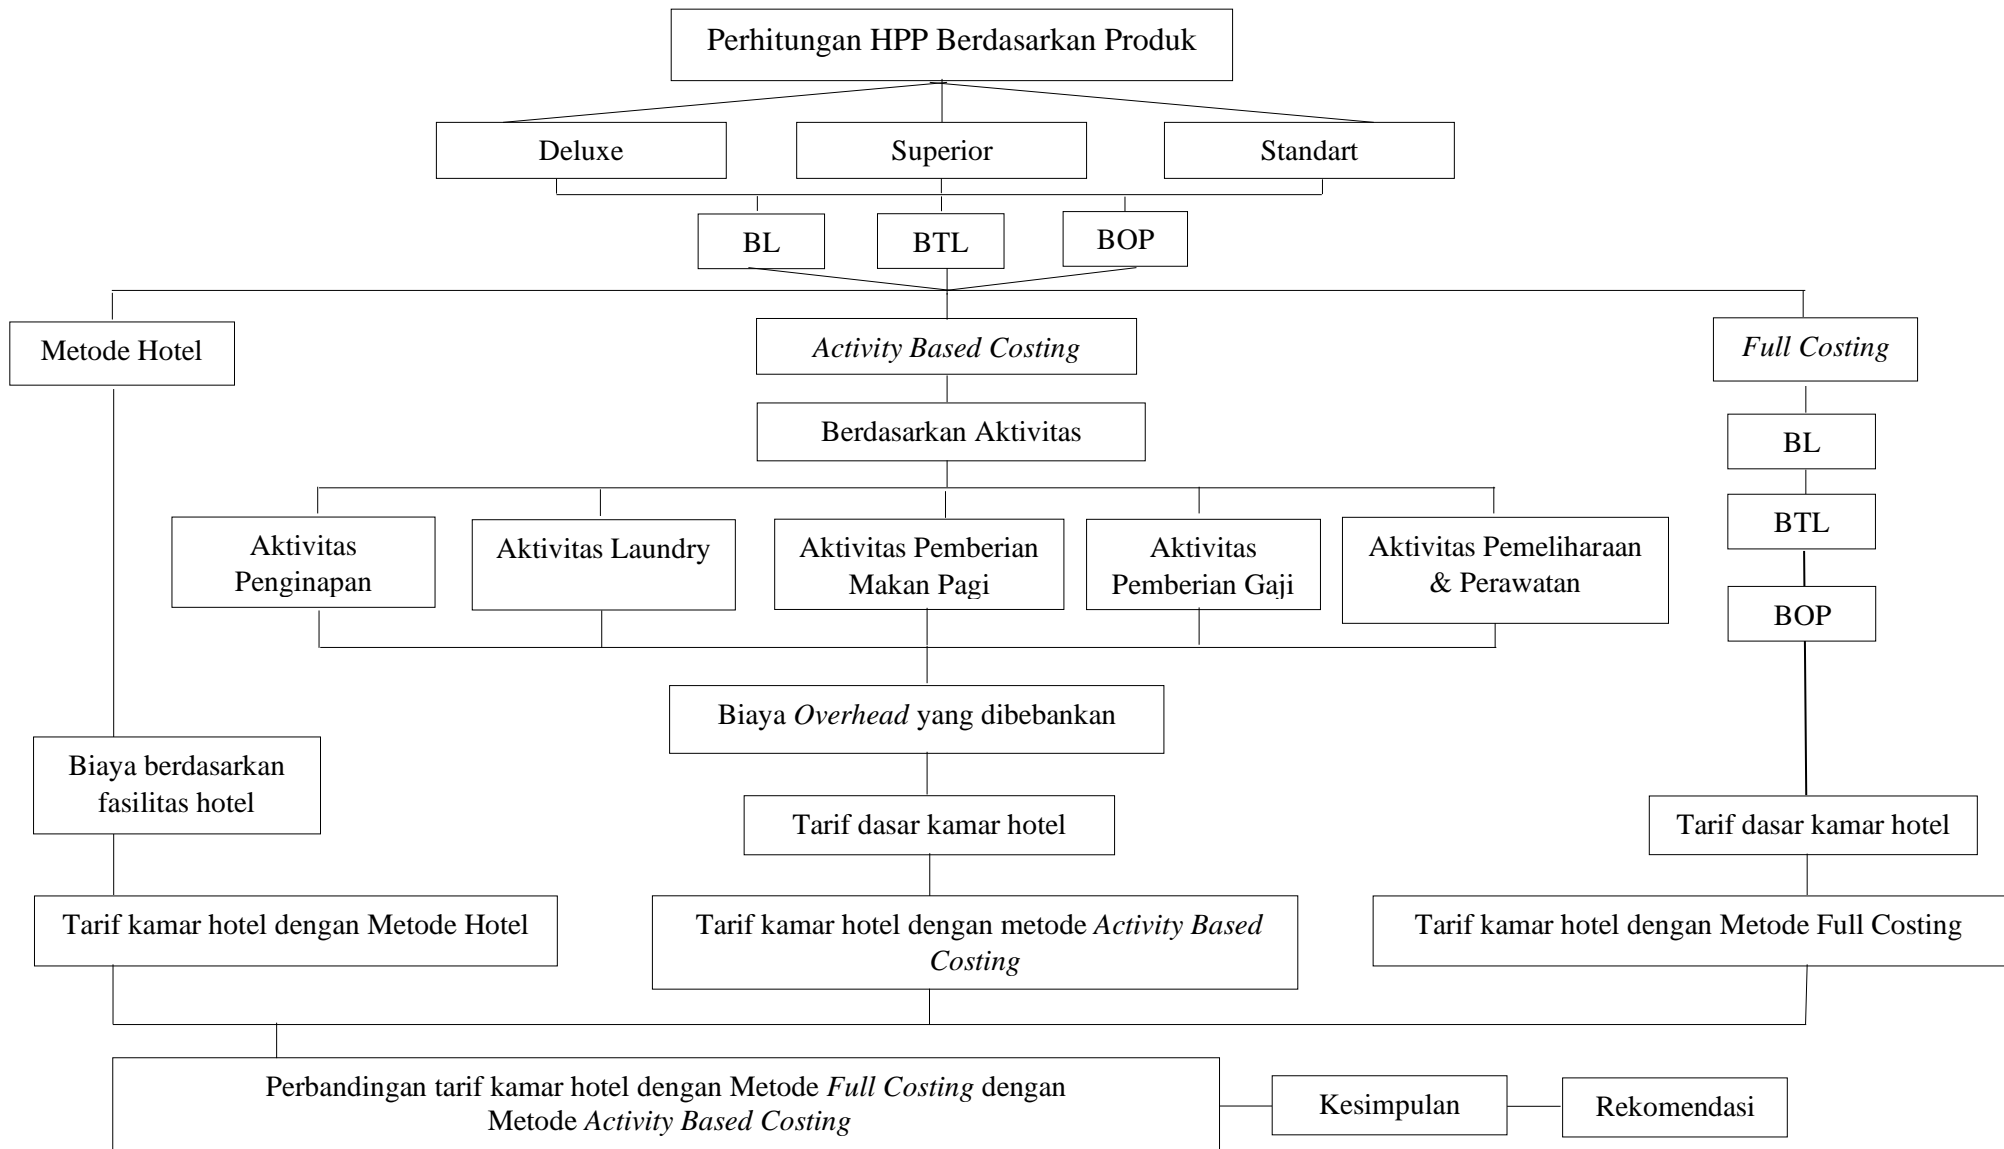 Perhitungan HPP Berdasarkan Produk
Deluxe
Superior
Standart
BL
BTL
BOP
Metode Hotel
Activity Based Costing
Full Costing
Berdasarkan Aktivitas
BL
BTL
BOP
Aktivitas
Penginapan
Aktivitas Laundry
Aktivitas Pemberian
Makan Pagi
Aktivitas
Pemberian Gaji
Aktivitas Pemeliharaan
& Perawatan
Biaya Overhead yang dibebankan
Biaya berdasarkan
fasilitas hotel
Tarif dasar kamar hotel
Tarif dasar kamar hotel
Tarif kamar hotel dengan Metode Hotel
Tarif kamar hotel dengan metode Activity Based
Costing
Tarif kamar hotel dengan Metode Full Costing
Perbandingan tarif kamar hotel dengan Metode Full Costing dengan
Metode Activity Based Costing
Kesimpulan
Rekomendasi